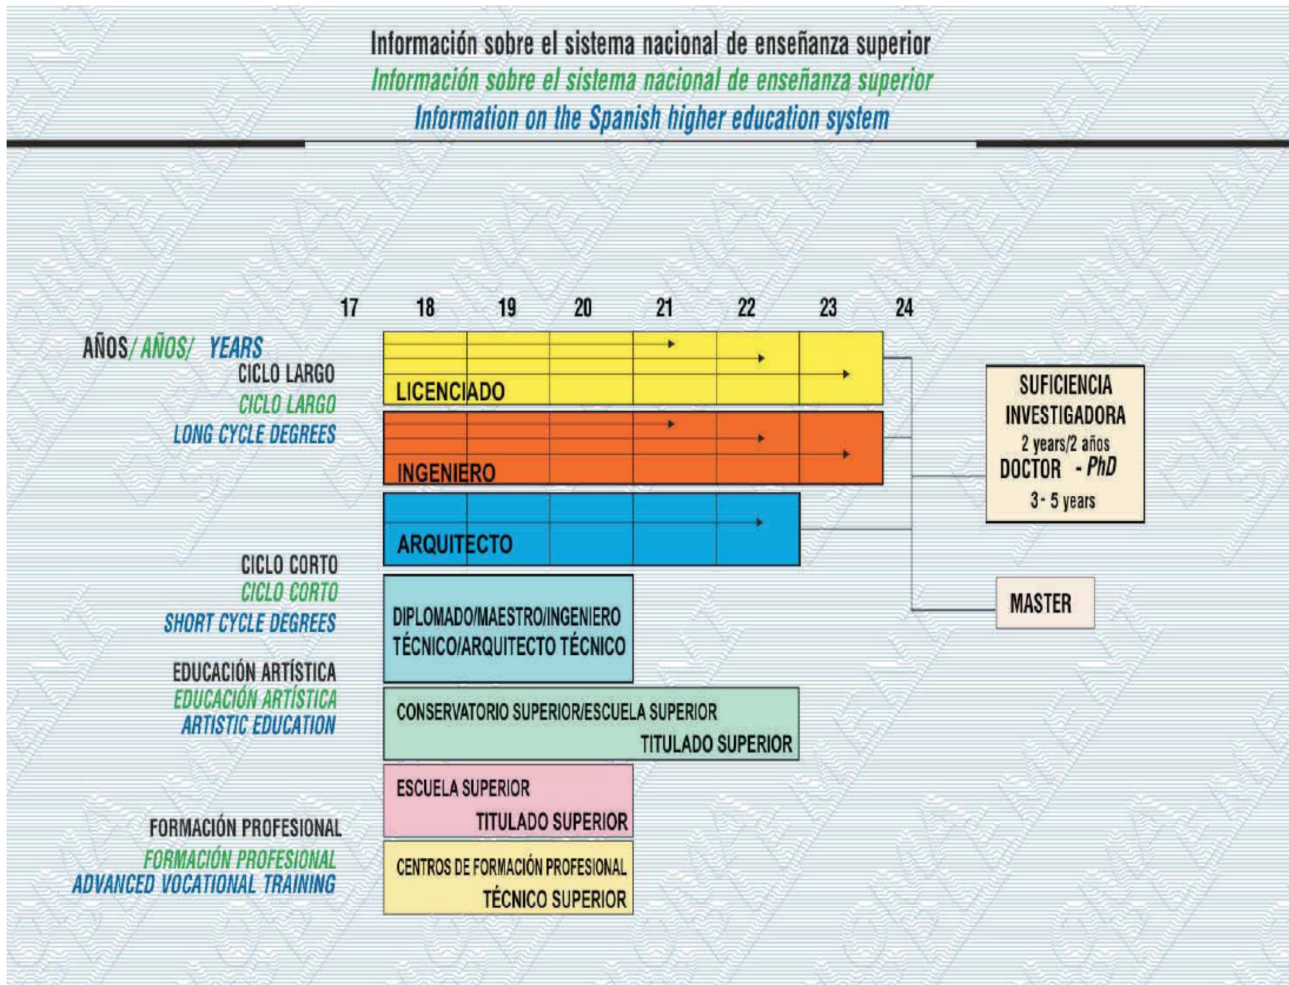 Información sobre el sistema nacional de enseñanza superior
Información sobre el sistema nacional de enseñanza superior
Information on the Spanish higher education system
17 18 19 20 21 22 23 24
AÑOS/ AÑOS/ YEARS
CICLO LARGO
CICLO LARGO
LONG CYCLE DEGREES
LICENCIADO
INGENIERO
ARQUITECTO
SUFICIENCIA
INVESTIGADORA
2 years/2 años
DOCTOR - PhD
3- 5 years
MASTER
CICLO CORTO
CICLO CORTO
SHORT CYCLE DEGREES
DIPLOMADO/MAESTRO/INGENIERO
TÉCNICO/ARQUITECTO TÉCNICO
EDUCACIÓN ARTÍSTICA
EDUCACIÓN ARTÍSTICA
ARTISTIC EDUCATION
CONSERVATORIO SUPERIOR/ESCUELA SUPERIOR
TITULADO SUPERIOR
ESCUELA SUPERIOR
TITULADO SUPERIOR
FORMACIÓN PROFESIONAL
FORMACIÓN PROFESIONAL
ADVANCED VOCATIONAL TRAINING
CENTROS DE FORMACIÓN PROFESIONAL
TÉCNICO SUPERIOR